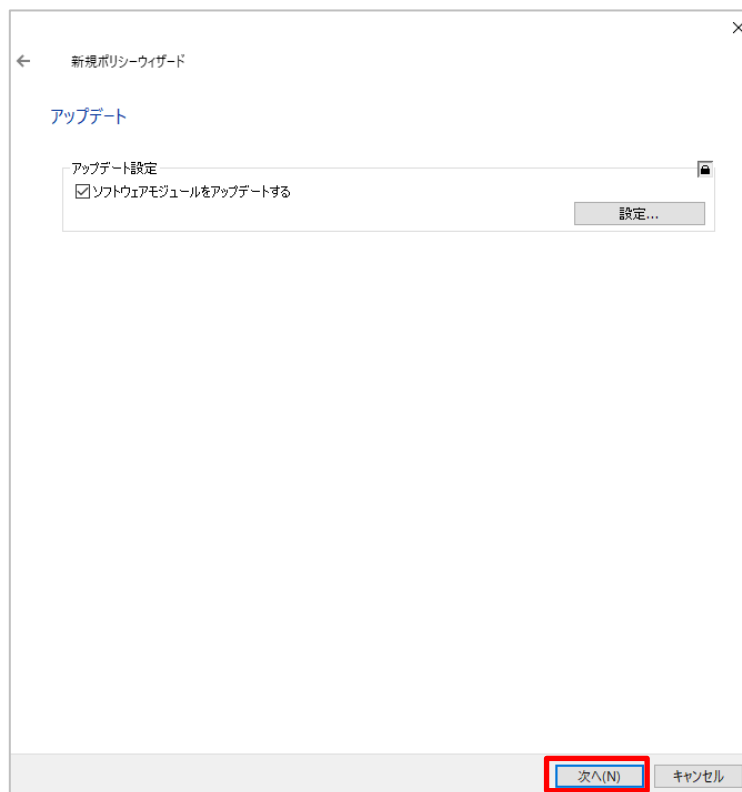 新規ポリシーウィザード
アップデート
アップデート設定
ソフトウェアモジュールをアップデートする
設定...
次へ(N)
キャンセル